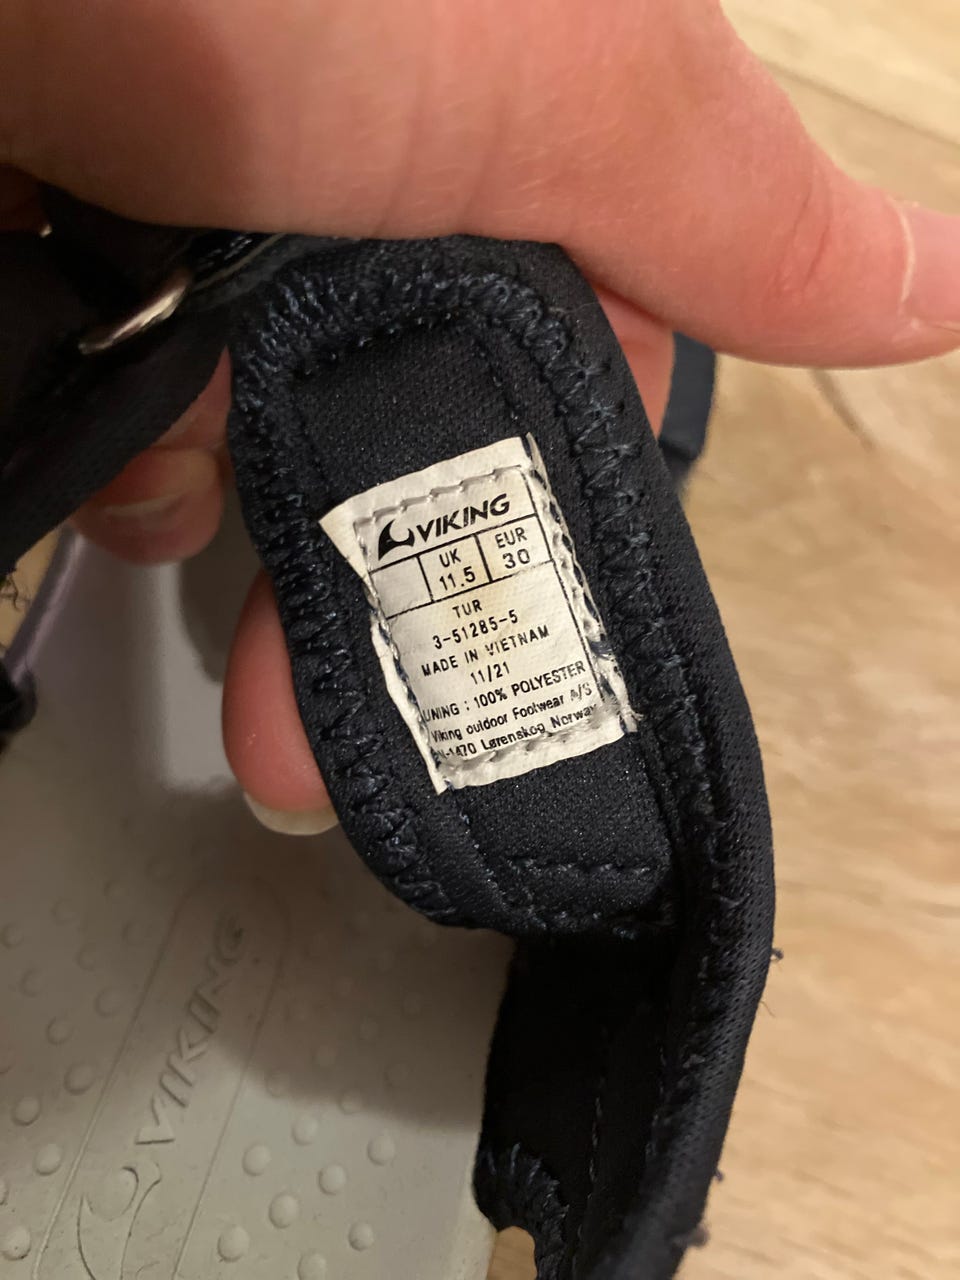 VIKING
UK EUR
11.5 30
TUR
3-51285-5
MADE IN VIETNAM
11/21
LINING : 100% POLYESTER
Viking outdoor Footwear A/S
N-1470 Lørenskog Norway
VIKING